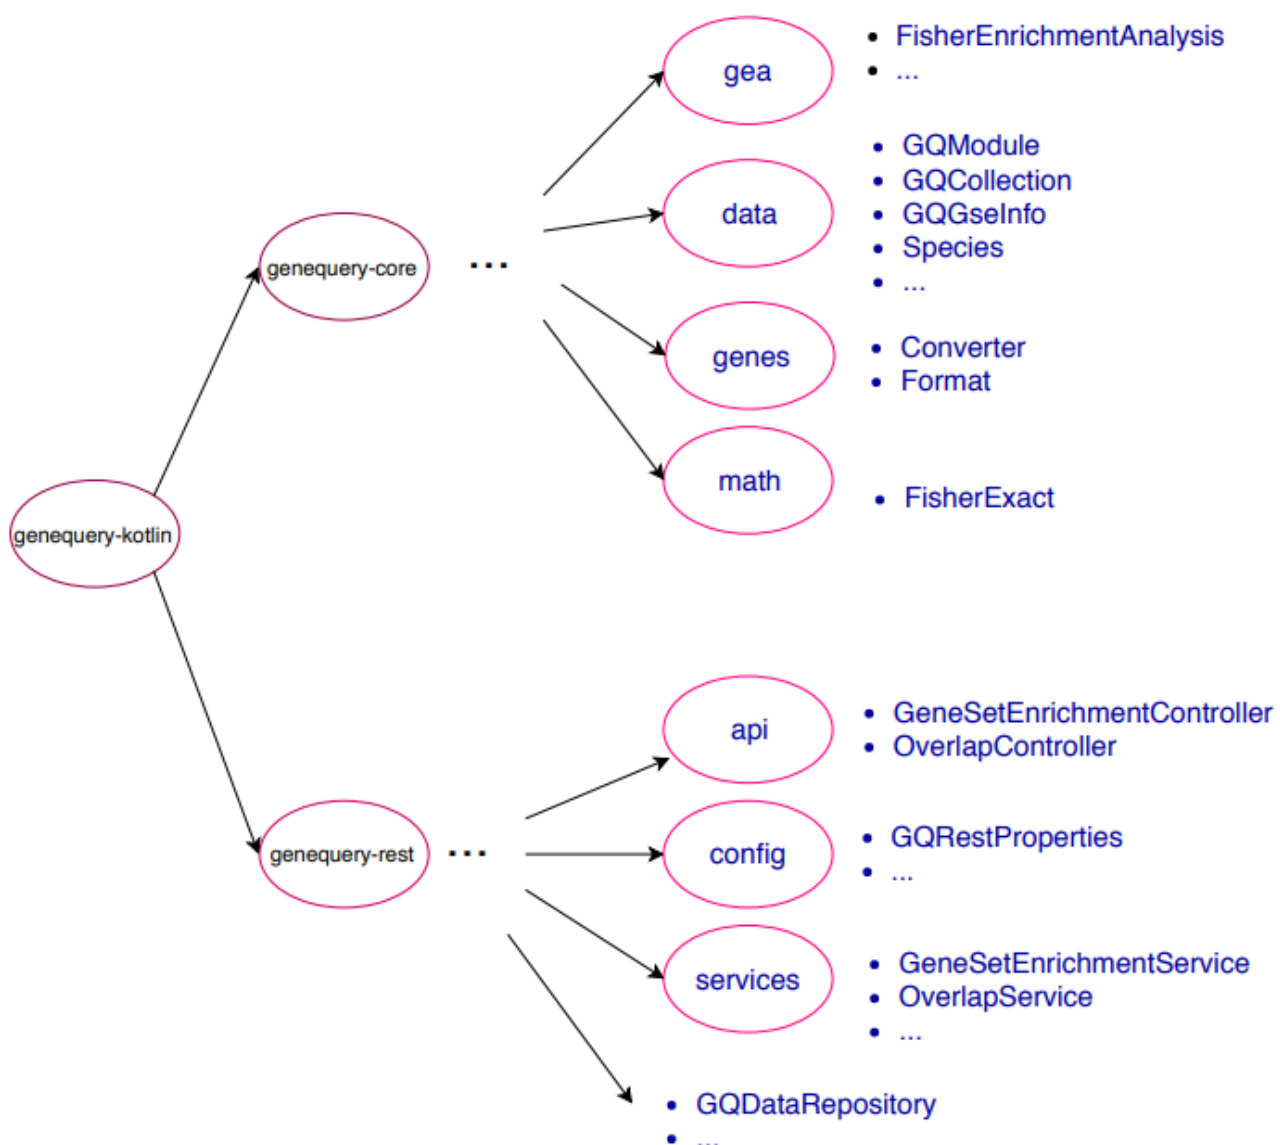 gea
• FisherEnrichmentAnalysis
• ...
data
• GQModule
• GQCollection
• GQGseInfo
• Species
• ...
genequery-core
...
genes
• Converter
• Format
math
• FisherExact
genequery-kotlin
api
• GeneSetEnrichmentController
• OverlapController
genequery-rest
...
config
• GQRestProperties
• ...
services
• GeneSetEnrichmentService
• OverlapService
• ...
• GQDataRepository
• ...